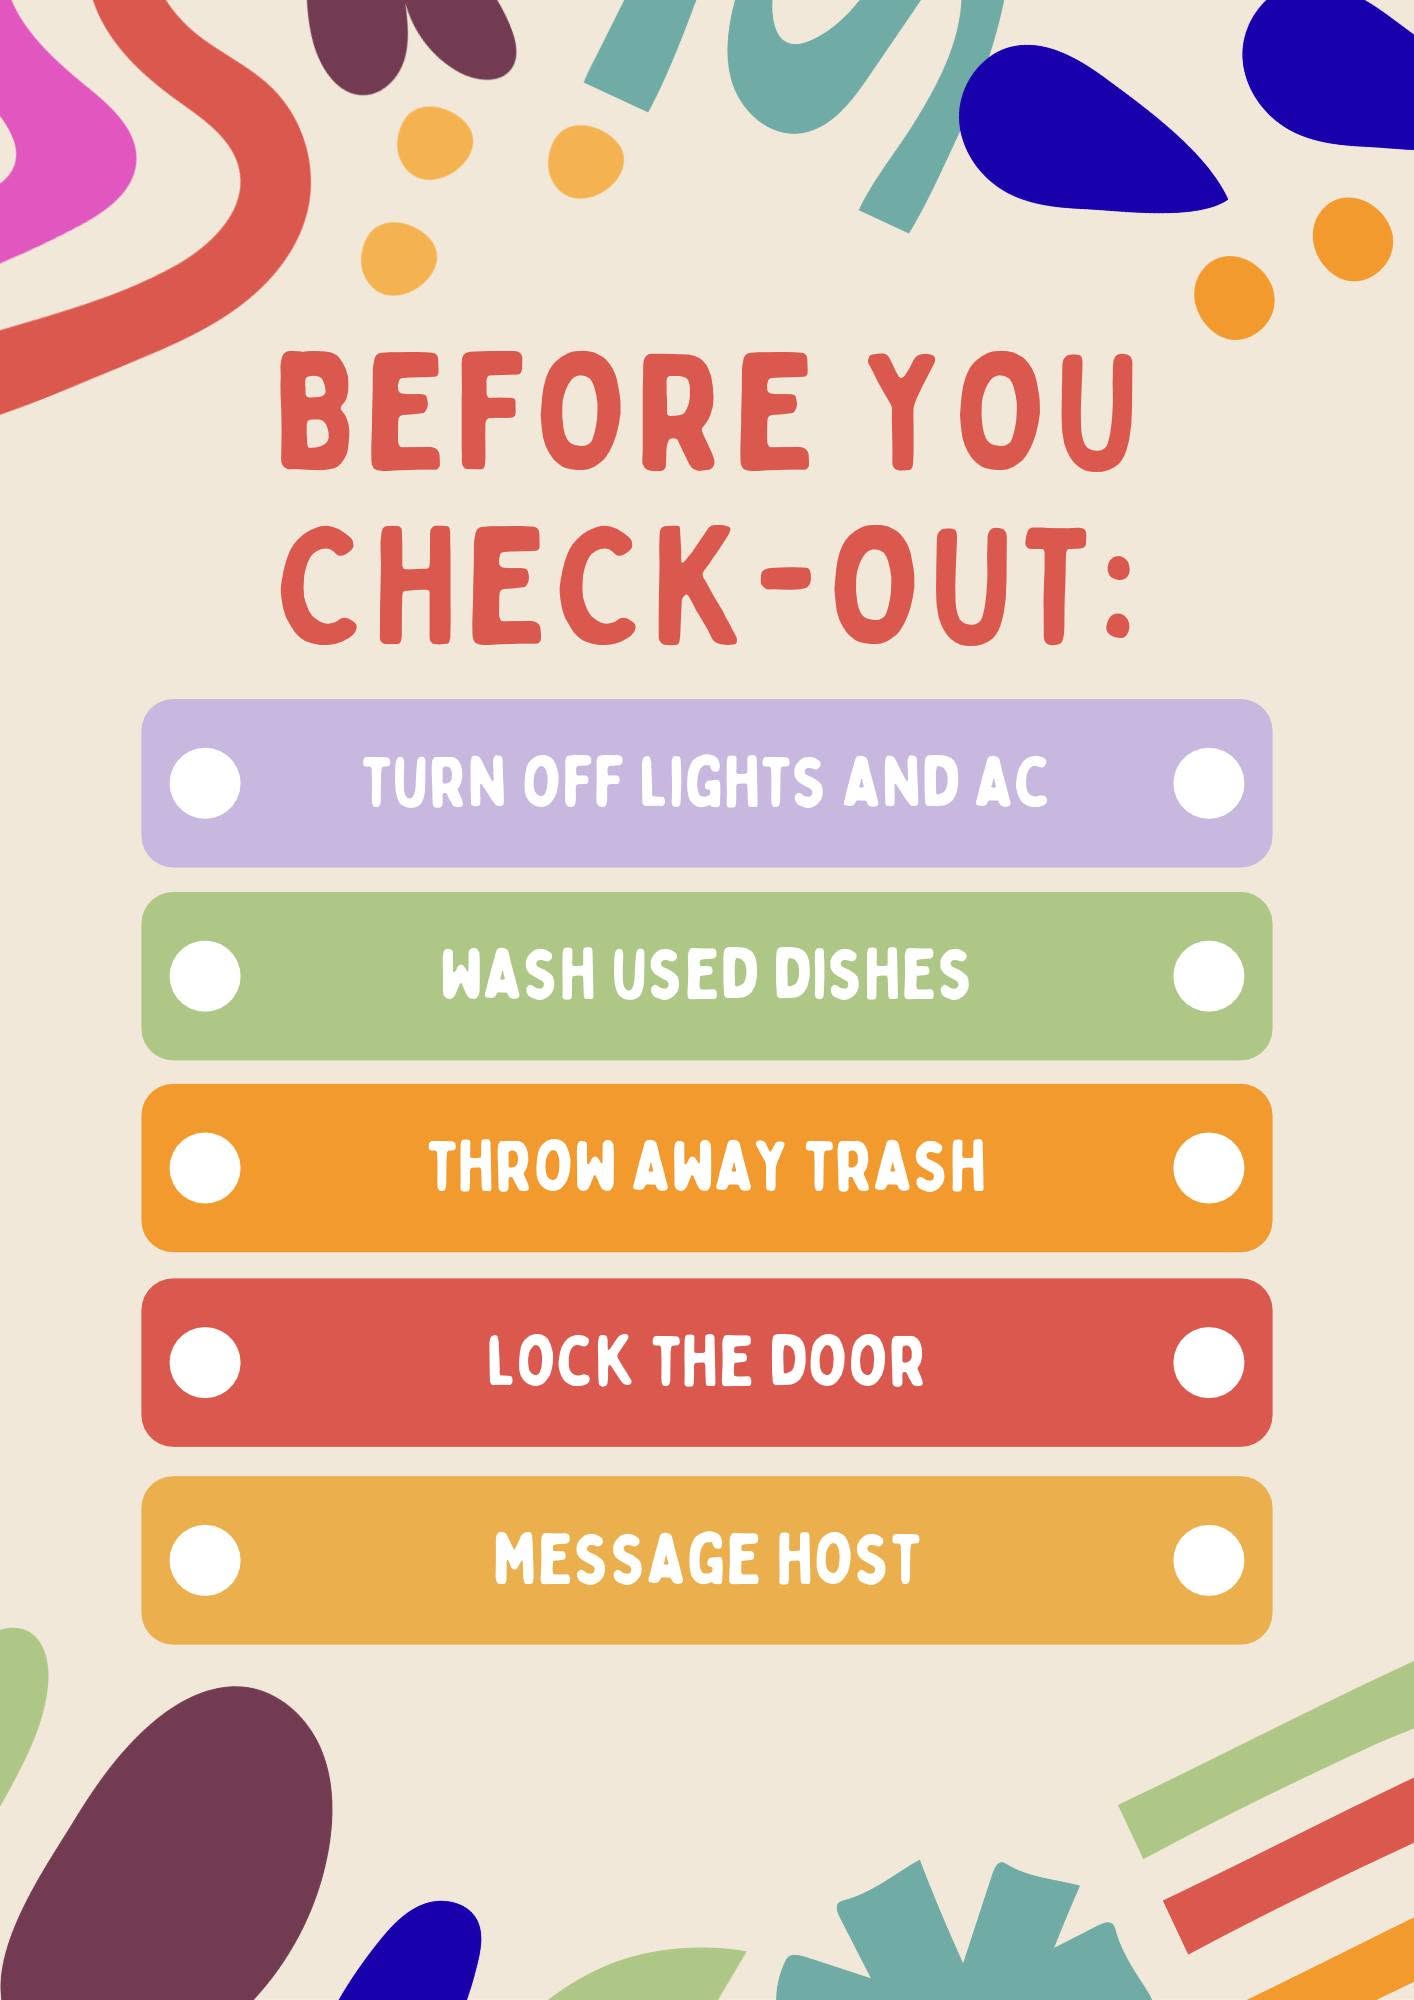 BEFORE YOU
CHECK-OUT:
TURN OFF LIGHTS AND AC
WASH USED DISHES
THROW AWAY TRASH
LOCK THE DOOR
MESSAGE HOST